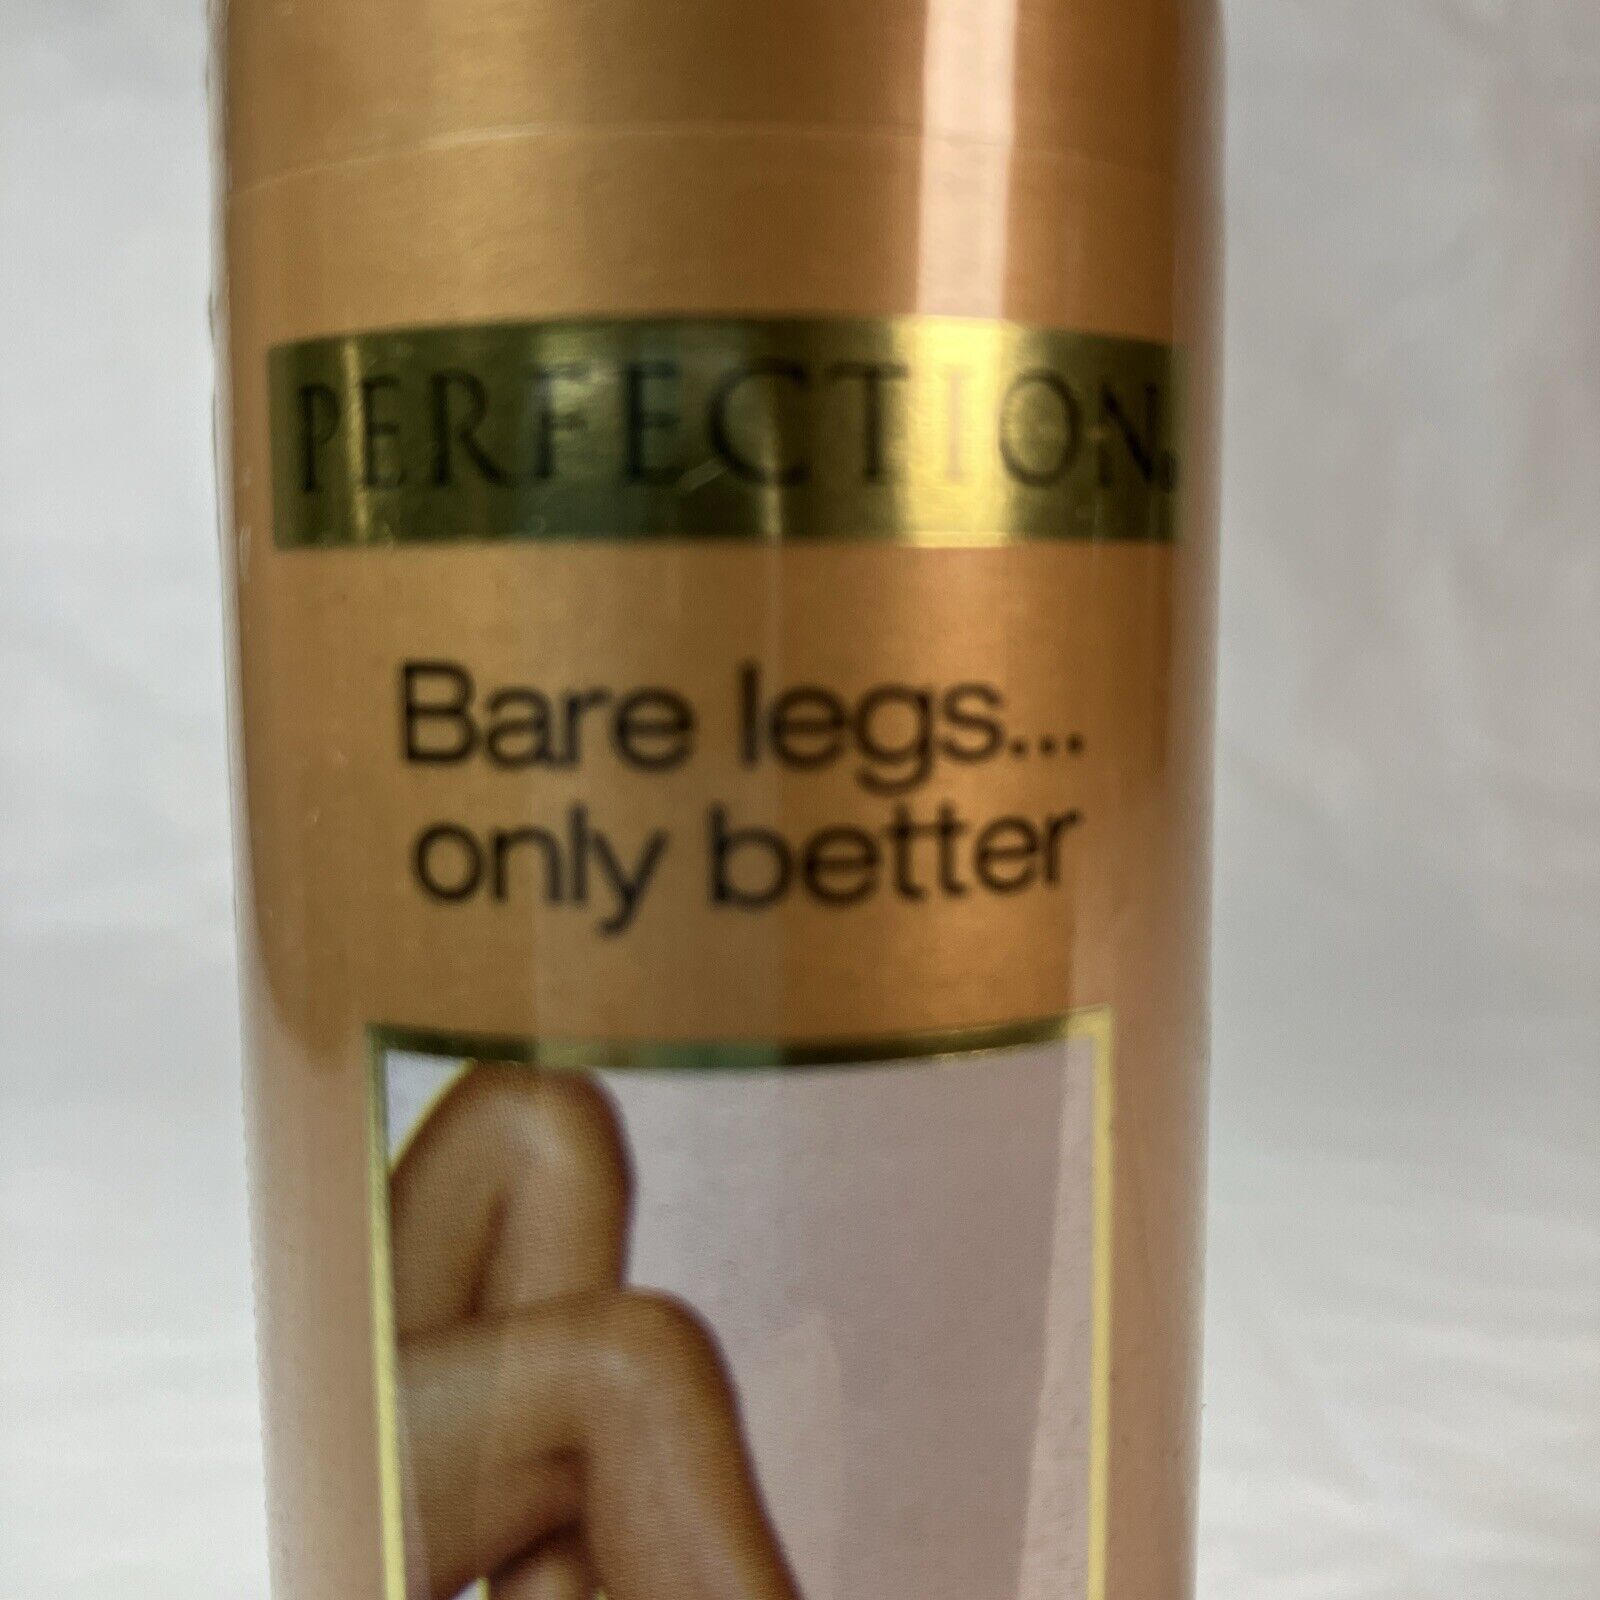 PERFECTION
Bare legs...
only better